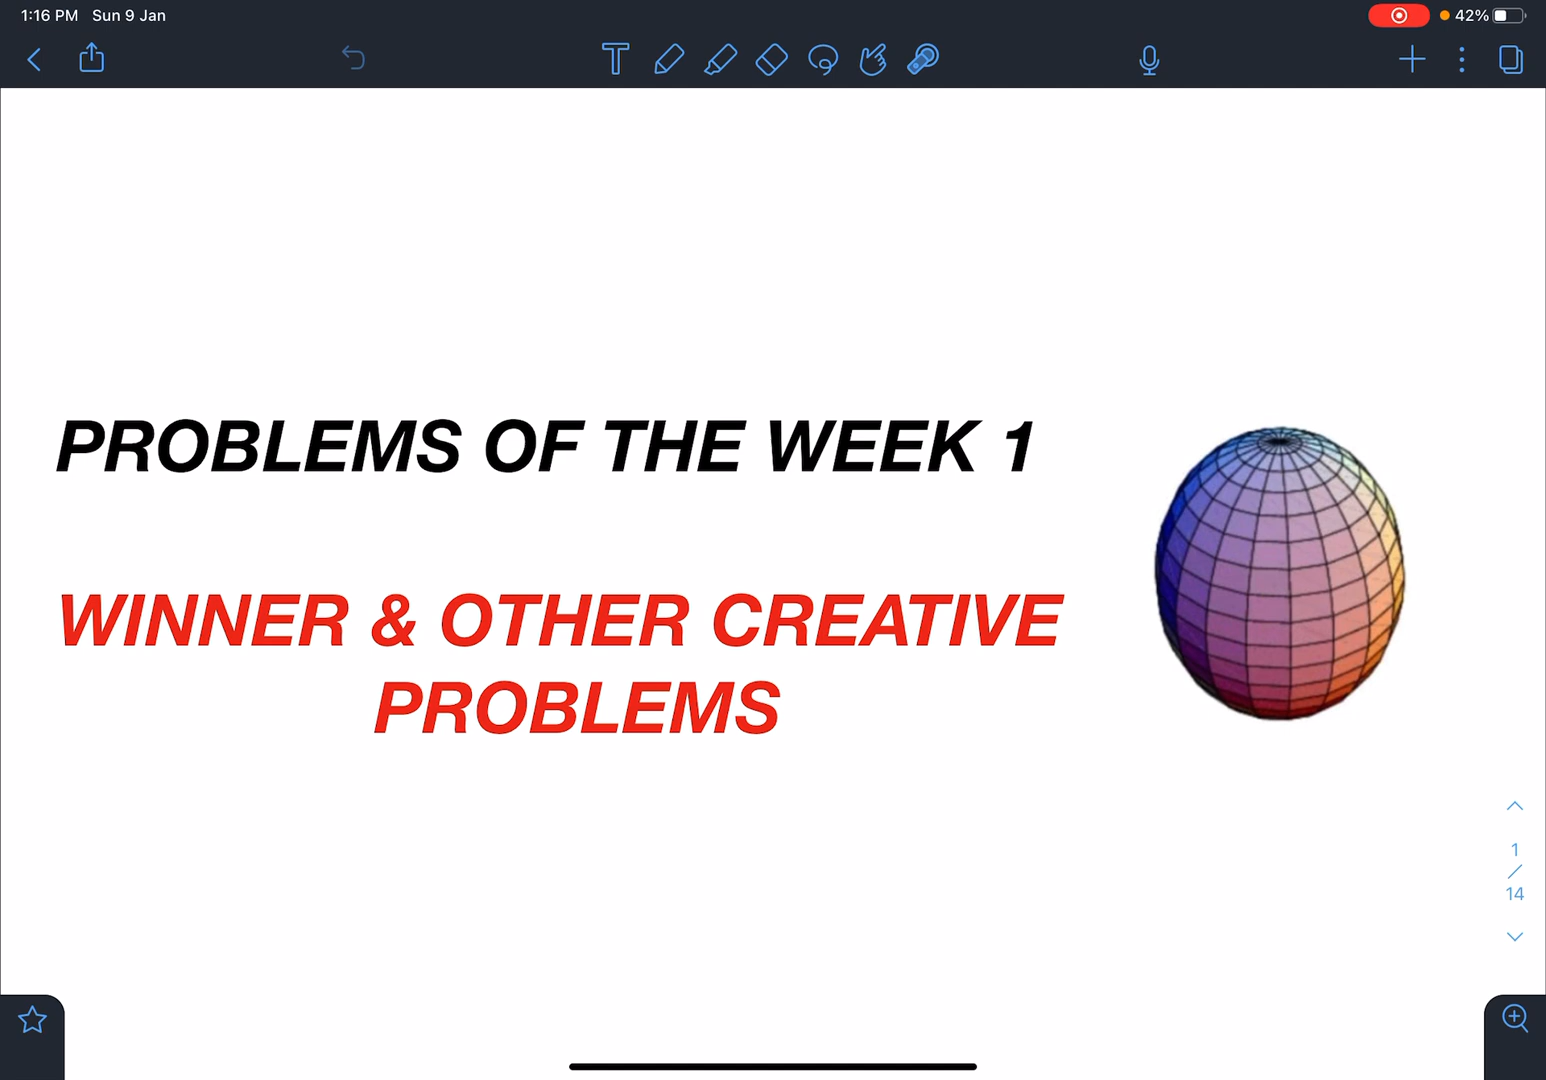 1:16 PM Sun 9 Jan
42%
PROBLEMS OF THE WEEK 1
WINNER & OTHER CREATIVE
PROBLEMS
1
/
14